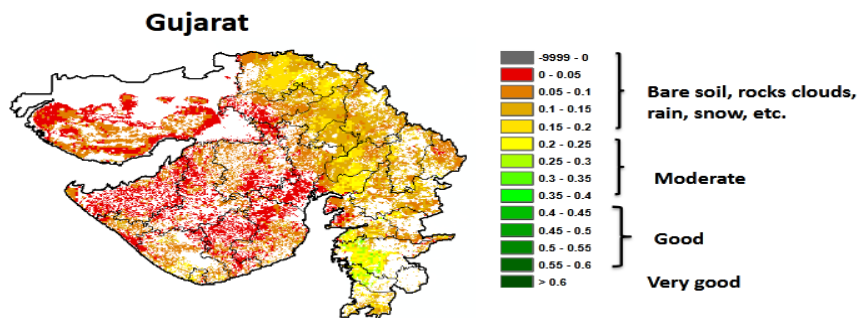 Gujarat
-9999 - 0
0 - 0.05
0.05 - 0.1
0.1 - 0.15
0.15 - 0.2
0.2 - 0.25
0.25 - 0.3
0.3 - 0.35
0.35 - 0.4
0.4 - 0.45
0.45 - 0.5
0.5 - 0.55
0.55 - 0.6
> 0.6
Bare soil, rocks clouds,
rain, snow, etc.
Moderate
Good
Very good